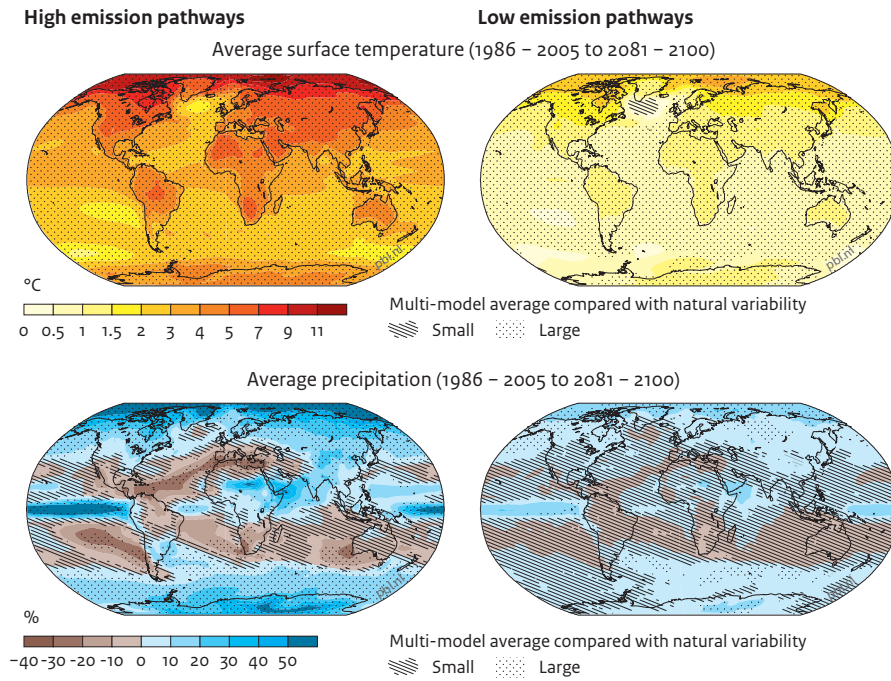 High emission pathways
Low emission pathways
Average surface temperature (1986 – 2005 to 2081 – 2100)
pbl.nl
pbl.nl
°C
0 0.5 1 1.5 2 3 4 5 7 9 11
Multi-model average compared with natural variability
Small Large
Average precipitation (1986 – 2005 to 2081 – 2100)
pbl.nl
pbl.nl
%
–40 -30 -20 -10 0 10 20 30 40 50
Multi-model average compared with natural variability
Small Large